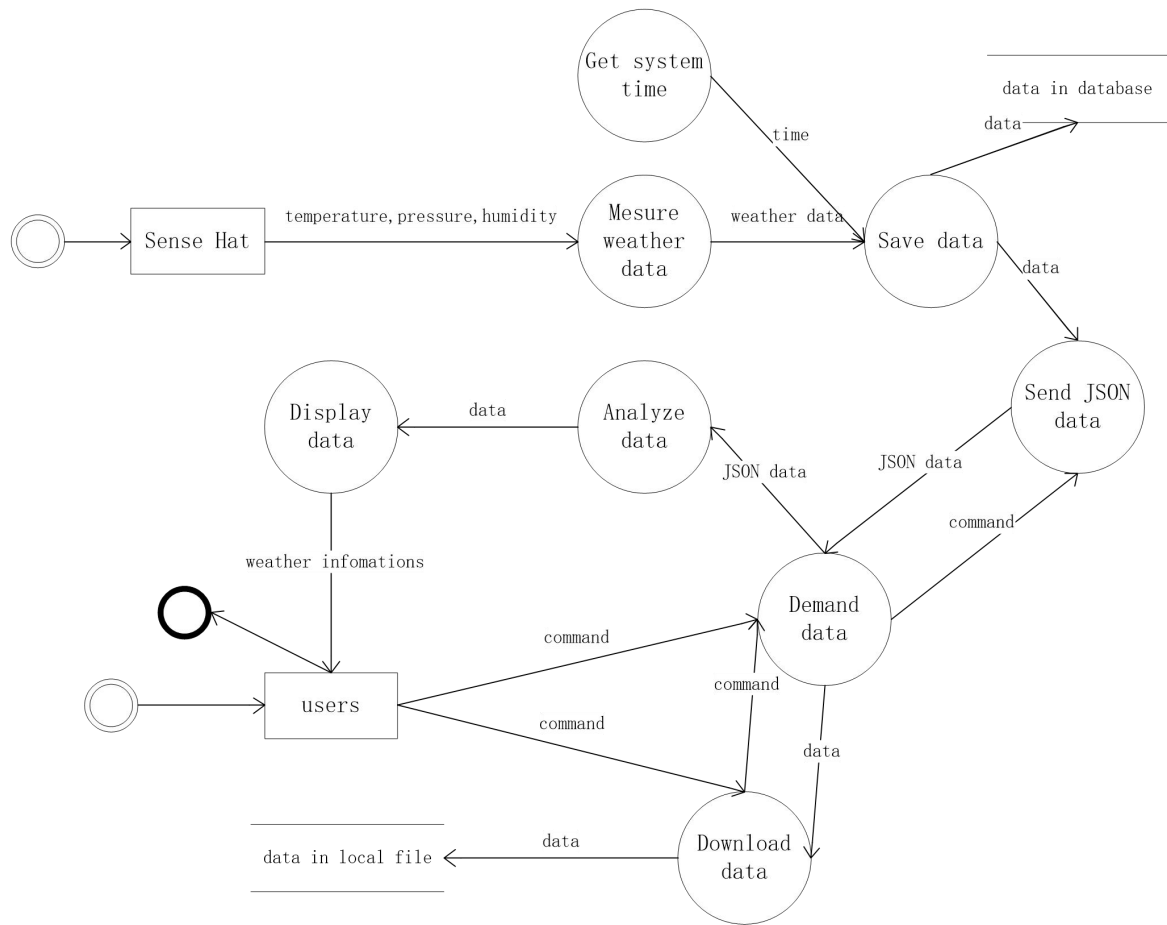 Get system
time
data in database
data
time
temperature,pressure,humidity
Mesure
weather
data
weather data
Sense Hat
Save data
data
Display
data
data
Analyze
data
Send JSON
data
JSON data
JSON data
command
weather infomations
Demand
data
command
command
users
command
data
data in local file
data
Download
data